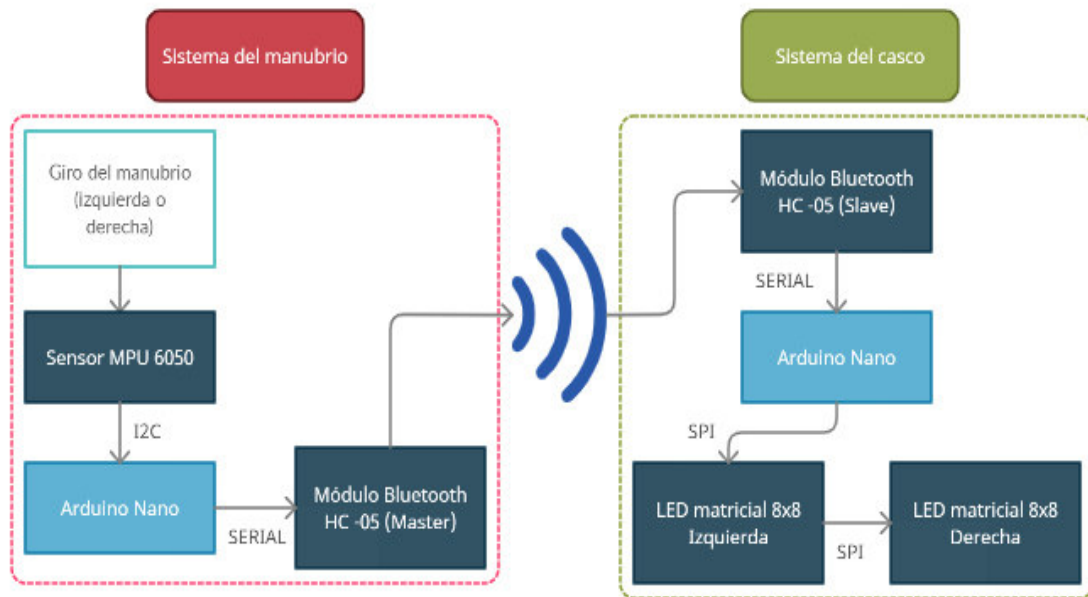 Sistema del manubrio
Giro del manubrio
(izquierda o
derecha)
Sensor MPU 6050
I2C
Arduino Nano
SERIAL
Módulo Bluetooth
HC -05 (Master)
Sistema del casco
Módulo Bluetooth
HC -05 (Slave)
SERIAL
Arduino Nano
SPI
LED matricial 8x8
Izquierda
SPI
LED matricial 8x8
Derecha